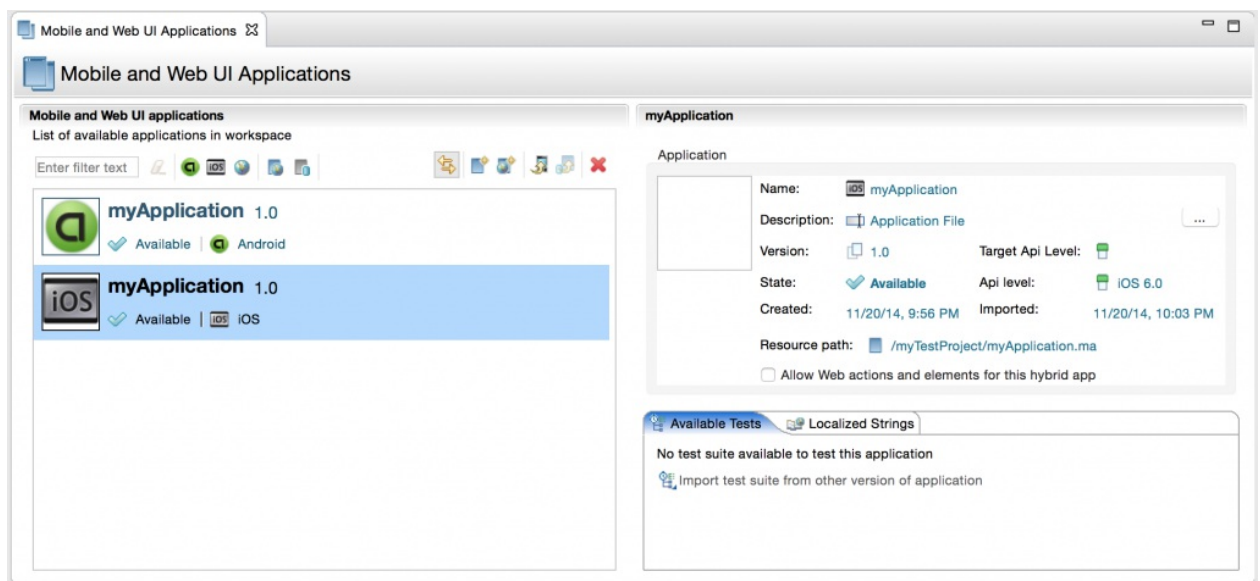 Mobile and Web UI Applications
Mobile and Web UI Applications
Mobile and Web UI applications
List of available applications in workspace
Enter filter text
iOS
myApplication 1.0
Available | Android
iOS
myApplication 1.0
Available | iOS iOS
myApplication
Application
Name: iOS myApplication
Description: Application File ...
Version: 1.0 Target Api Level:
State: Available Api level: iOS 6.0
Created: 11/20/14, 9:56 PM Imported: 11/20/14, 10:03 PM
Resource path: /myTestProject/myApplication.ma
Allow Web actions and elements for this hybrid app
Available Tests Localized Strings
No test suite available to test this application
Import test suite from other version of application